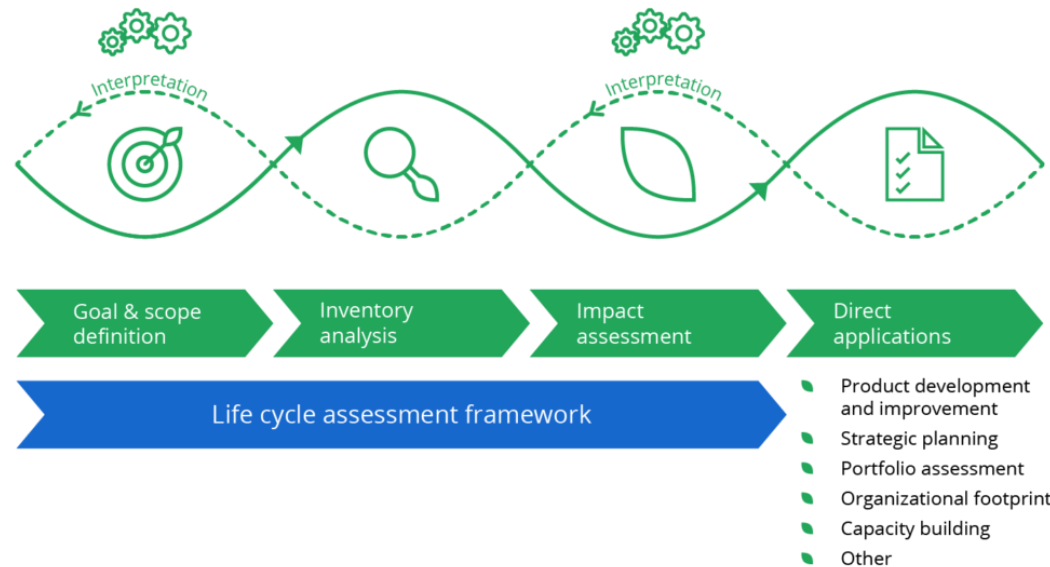 Interpretation
Interpretation
Goal & scope
definition
Inventory
analysis
Impact
assessment
Direct
applications
Life cycle assessment framework
Product development
and improvement
Strategic planning
Portfolio assessment
Organizational footprint
Capacity building
Other